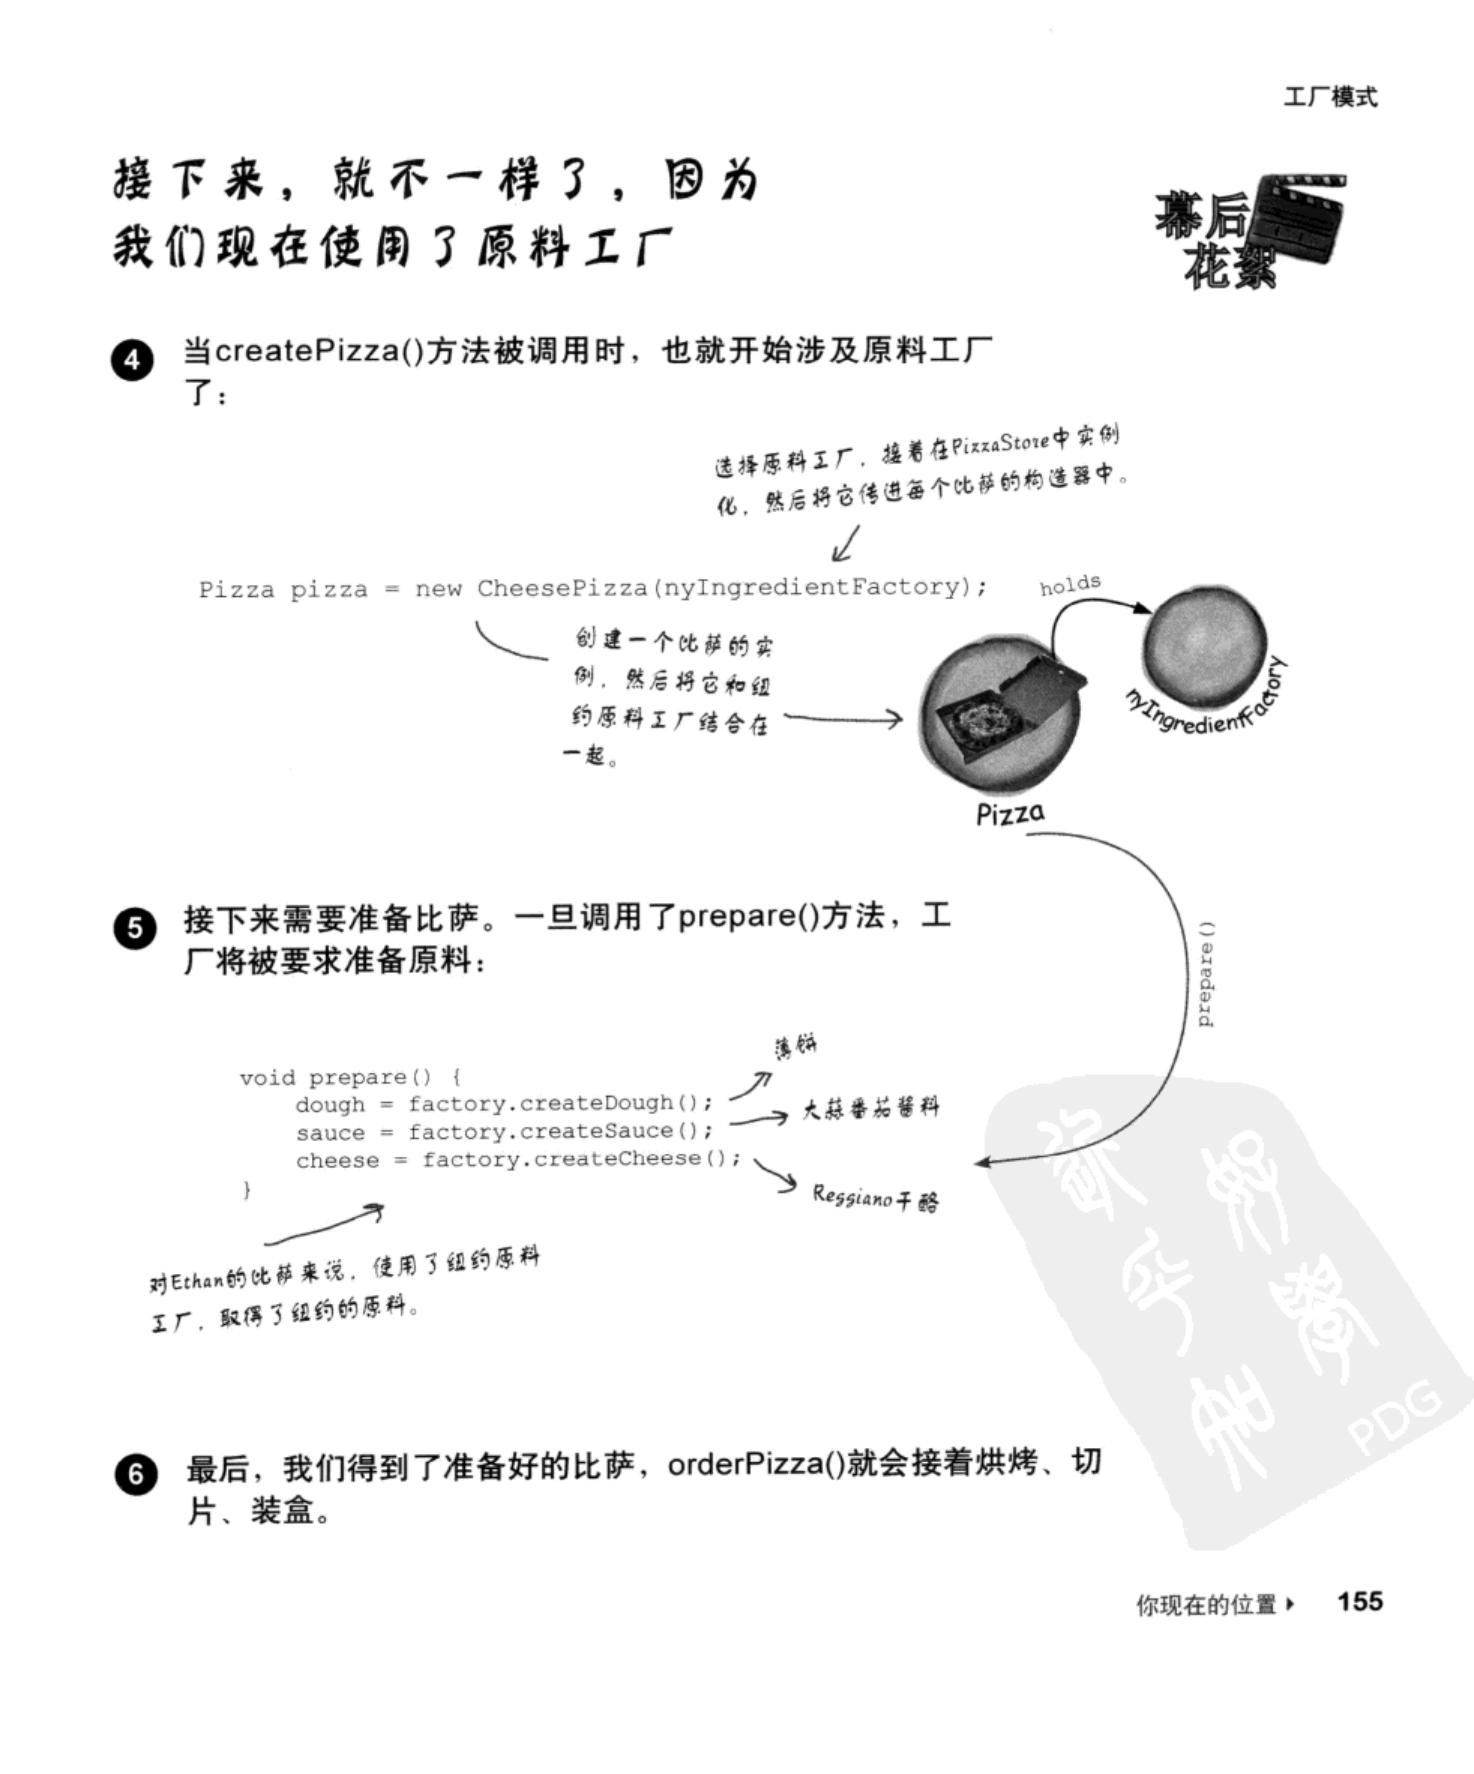 工厂模式
接下来，就不一样了，因为
我们现在使用了原料工厂
幕后
花絮
4 当createPizza()方法被调用时，也就开始涉及原料工厂
了：
选择原料工厂，接着在PizzaStore中实例
化，然后将它传进每个比萨的构造器中。
Pizza pizza = new CheesePizza(nyIngredientFactory);
holds
创建一个比萨的实
例，然后将它和纽
约原料工厂结合在
一起。
nyIngredientFactory
Pizza
5 接下来需要准备比萨。一旦调用了prepare()方法，工
厂将被要求准备原料：
prepare()
薄饼
void prepare() {
dough = factory.createDough();
大蒜番茄酱料
sauce = factory.createSauce();
cheese = factory.createCheese();
Reggiano干酪
}
对Ethan的比萨来说，使用了纽约原料
工厂，取得了纽约的原料。
PDG
6 最后，我们得到了准备好的比萨，orderPizza()就会接着烘烤、切
片、装盒。
你现在的位置 155